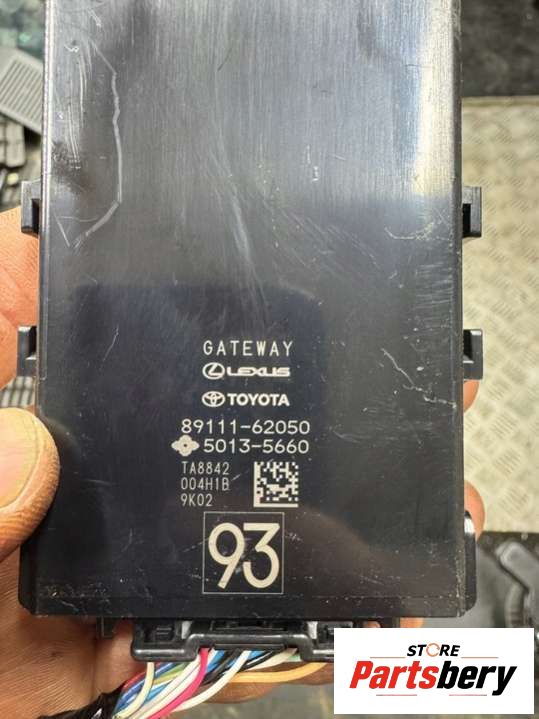 GATEWAY
LEXUS
TOYOTA
89111-62050
5013-5660
TA8842
004H1B
9K02
93
STORE
Partsbery